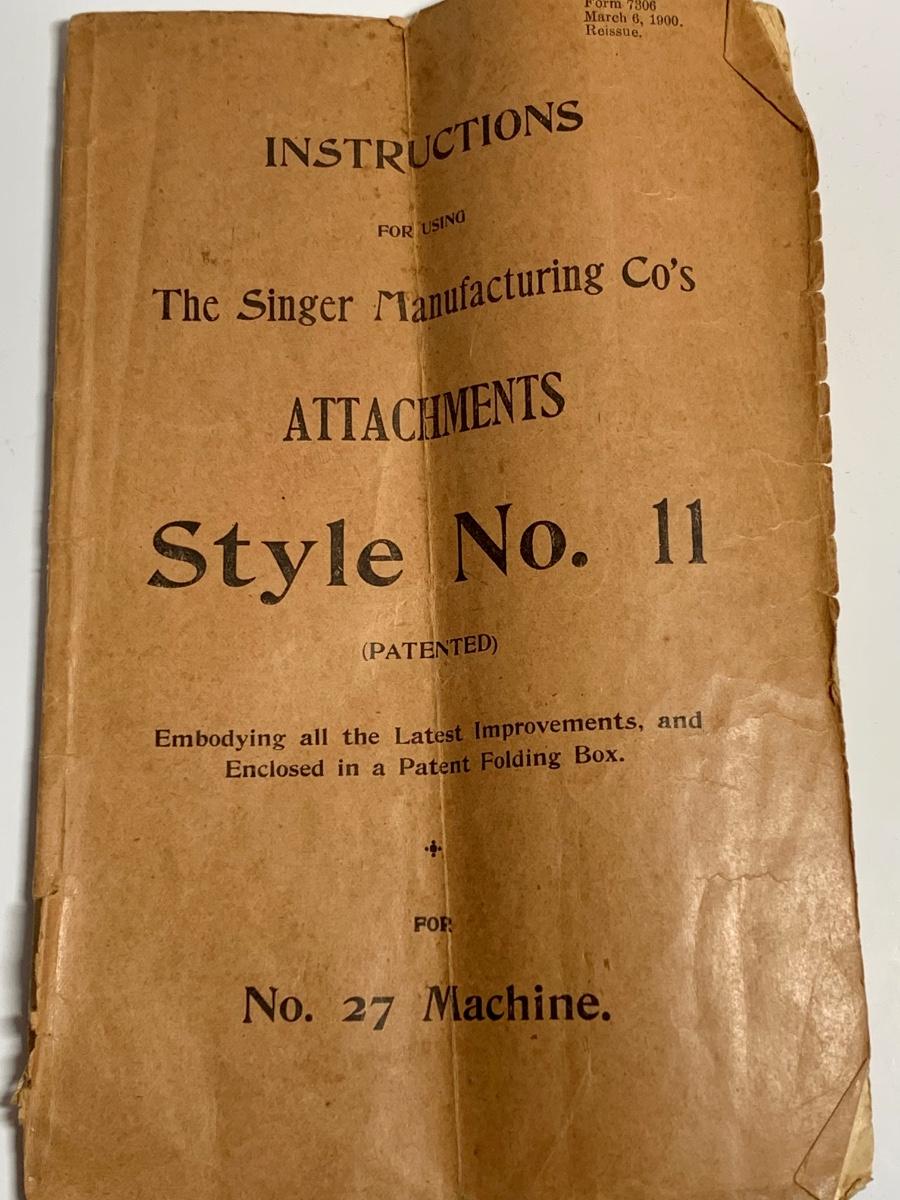 Form 7306
March 6, 1900.
Reissue.
INSTRUCTIONS
FOR USING
The Singer Manufacturing Co's
ATTACHMENTS
Style No. 11
(PATENTED)
Embodying all the Latest Improvements, and
Enclosed in a Patent Folding Box.
FOR
No. 27 Machine.